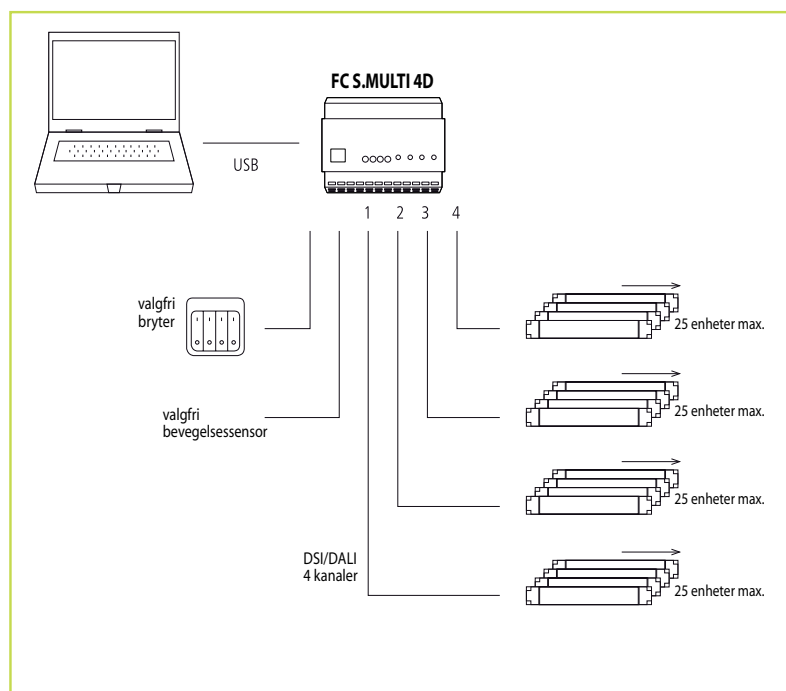 FC S.MULTI 4D
USB
1 2 3 4
valgfri
bryter
25 enheter max.
valgfri
bevegelsessensor
25 enheter max.
25 enheter max.
DSI/DALI
4 kanaler
25 enheter max.